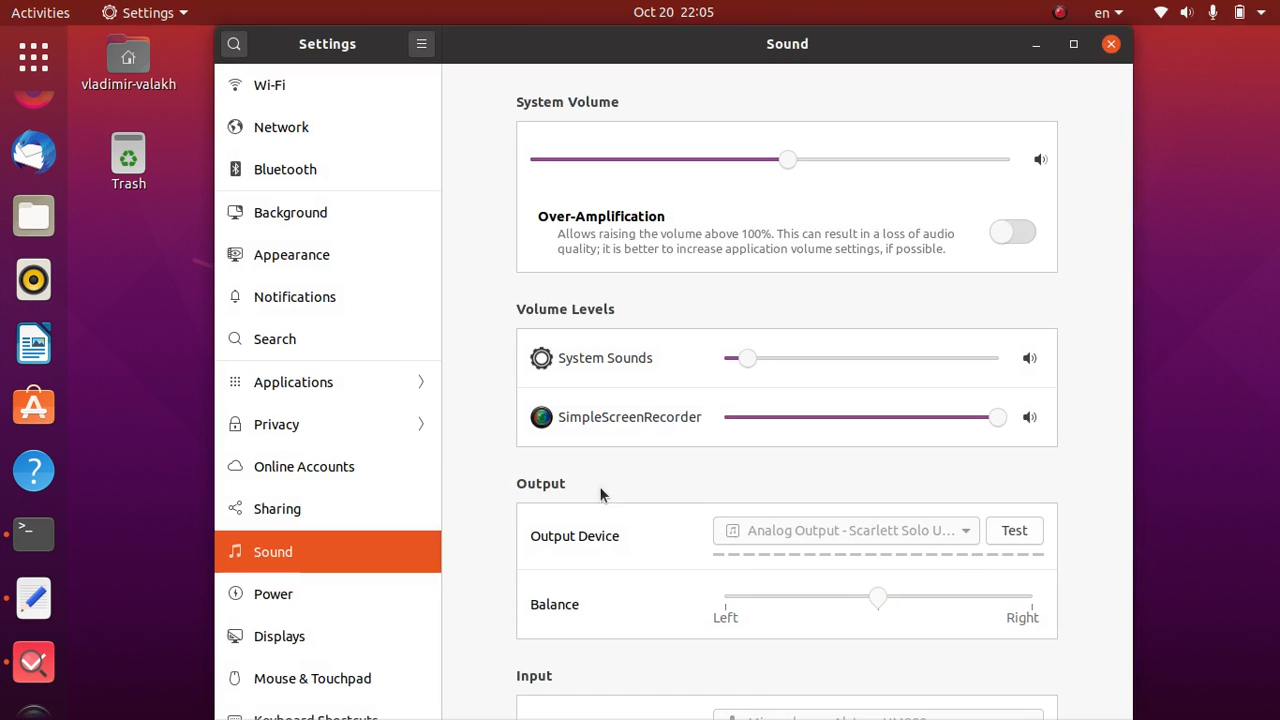 Activities
Settings
Oct 20 22:05
en
vladimir-valakh
Trash
Settings
Sound
Wi-Fi
Network
Bluetooth
Background
Appearance
Notifications
Search
Applications
Privacy
Online Accounts
Sharing
Sound
Power
Displays
Mouse & Touchpad
Keyboard Shortcuts
System Volume
Over-Amplification
Allows raising the volume above 100%. This can result in a loss of audio
quality; it is better to increase application volume settings, if possible.
Volume Levels
System Sounds
SimpleScreenRecorder
Output
Output Device
Analog Output - Scarlett Solo U...
Test
Balance
Left
Right
Input